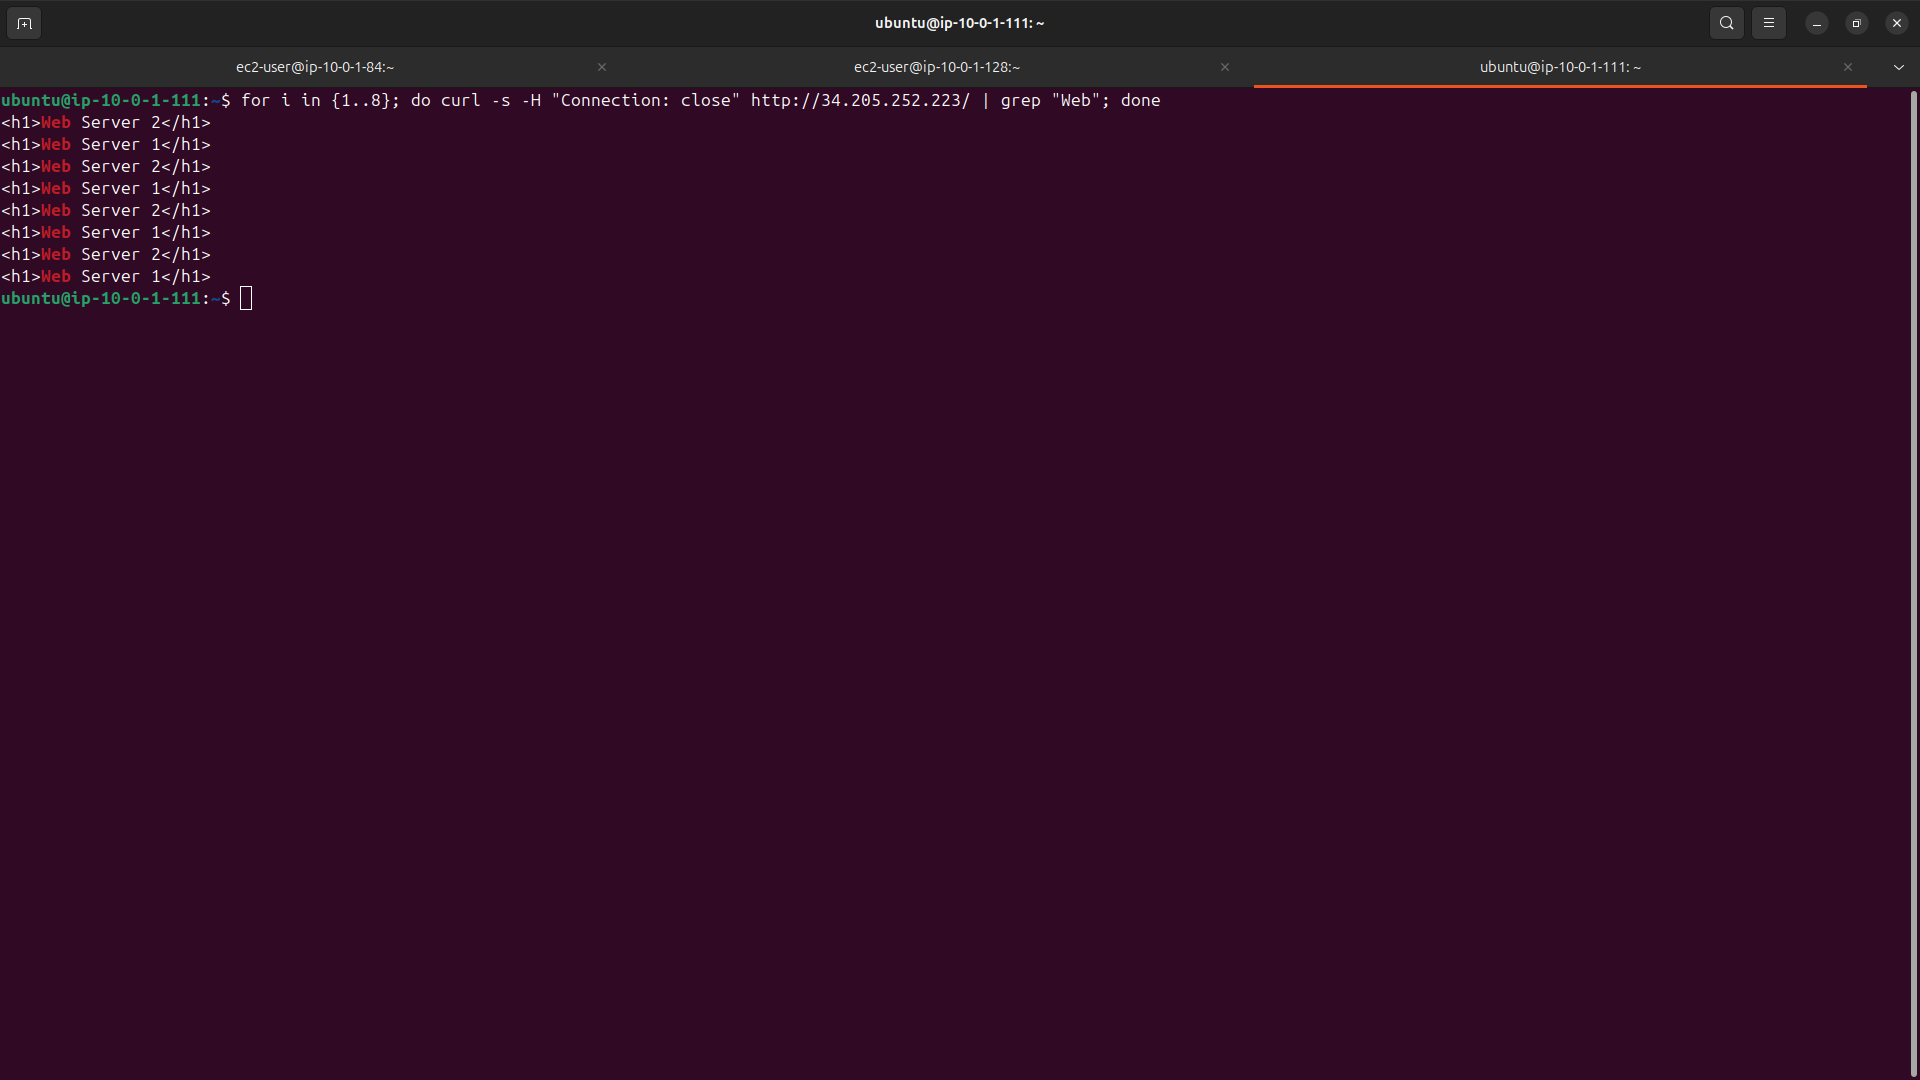 ubuntu@ip-10-0-1-111: ~
ec2-user@ip-10-0-1-84:~
ec2-user@ip-10-0-1-128:~
ubuntu@ip-10-0-1-111: ~
ubuntu@ip-10-0-1-111:~$ for i in {1..8}; do curl -s -H "Connection: close" http://34.205.252.223/ | grep "Web"; done
<h1>Web Server 2</h1>
<h1>Web Server 1</h1>
<h1>Web Server 2</h1>
<h1>Web Server 1</h1>
<h1>Web Server 2</h1>
<h1>Web Server 1</h1>
<h1>Web Server 2</h1>
<h1>Web Server 1</h1>
ubuntu@ip-10-0-1-111:~$